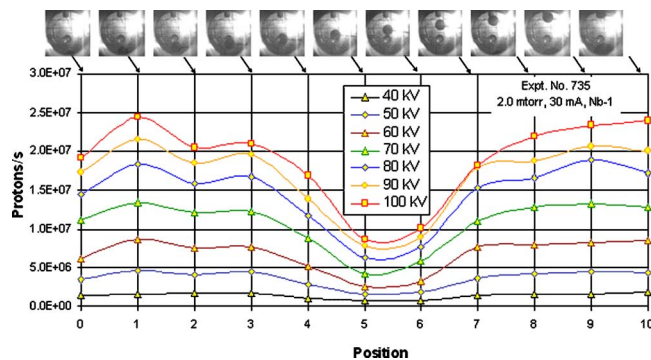 3.0E+07
2.5E+07
2.0E+07
1.5E+07
1.0E+07
5.0E+06
0.0E+00
Protons/s
Expt. No. 735
2.0 mtorr, 30 mA, Nb-1
40 KV
50 KV
60 KV
70 KV
80 KV
90 KV
100 KV
0 1 2 3 4 5 6 7 8 9 10
Position